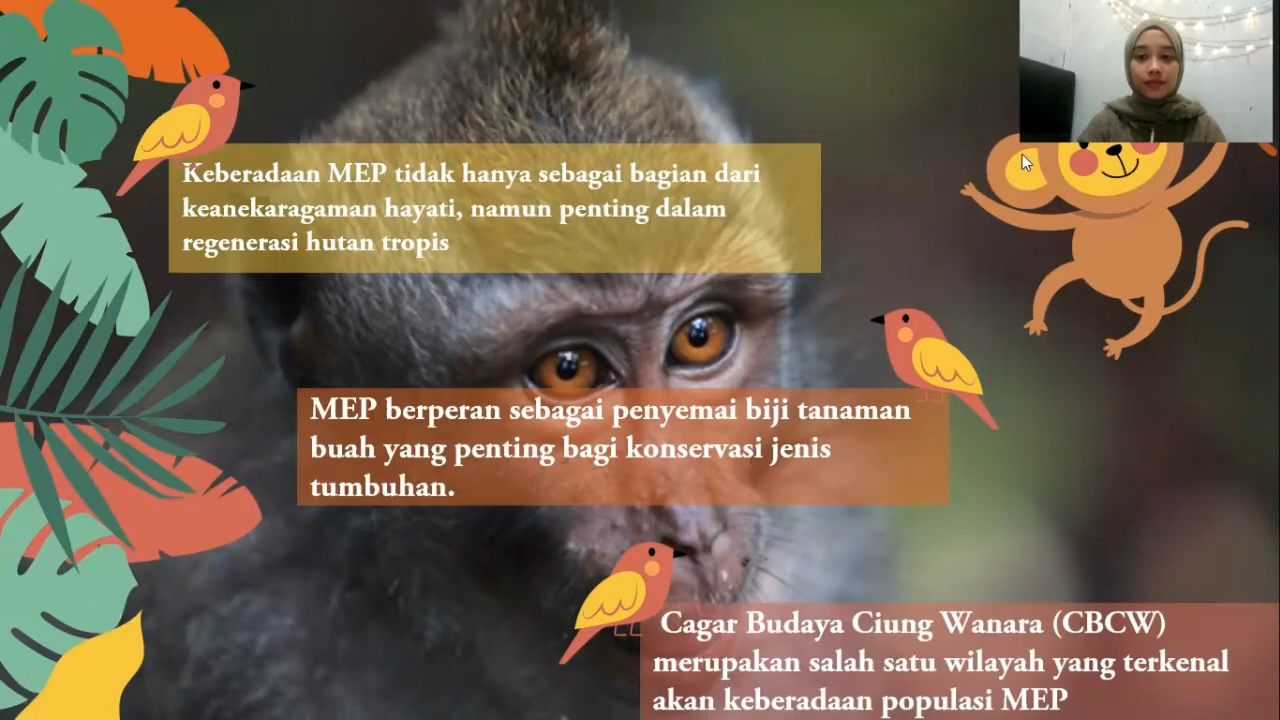 Keberadaan MEP tidak hanya sebagai bagian dari
keanekaragaman hayati, namun penting dalam
regenerasi hutan tropis
MEP berperan sebagai penyemai biji tanaman
buah yang penting bagi konservasi jenis
tumbuhan.
Cagar Budaya Ciung Wanara (CBCW)
merupakan salah satu wilayah yang terkenal
akan keberadaan populasi MEP